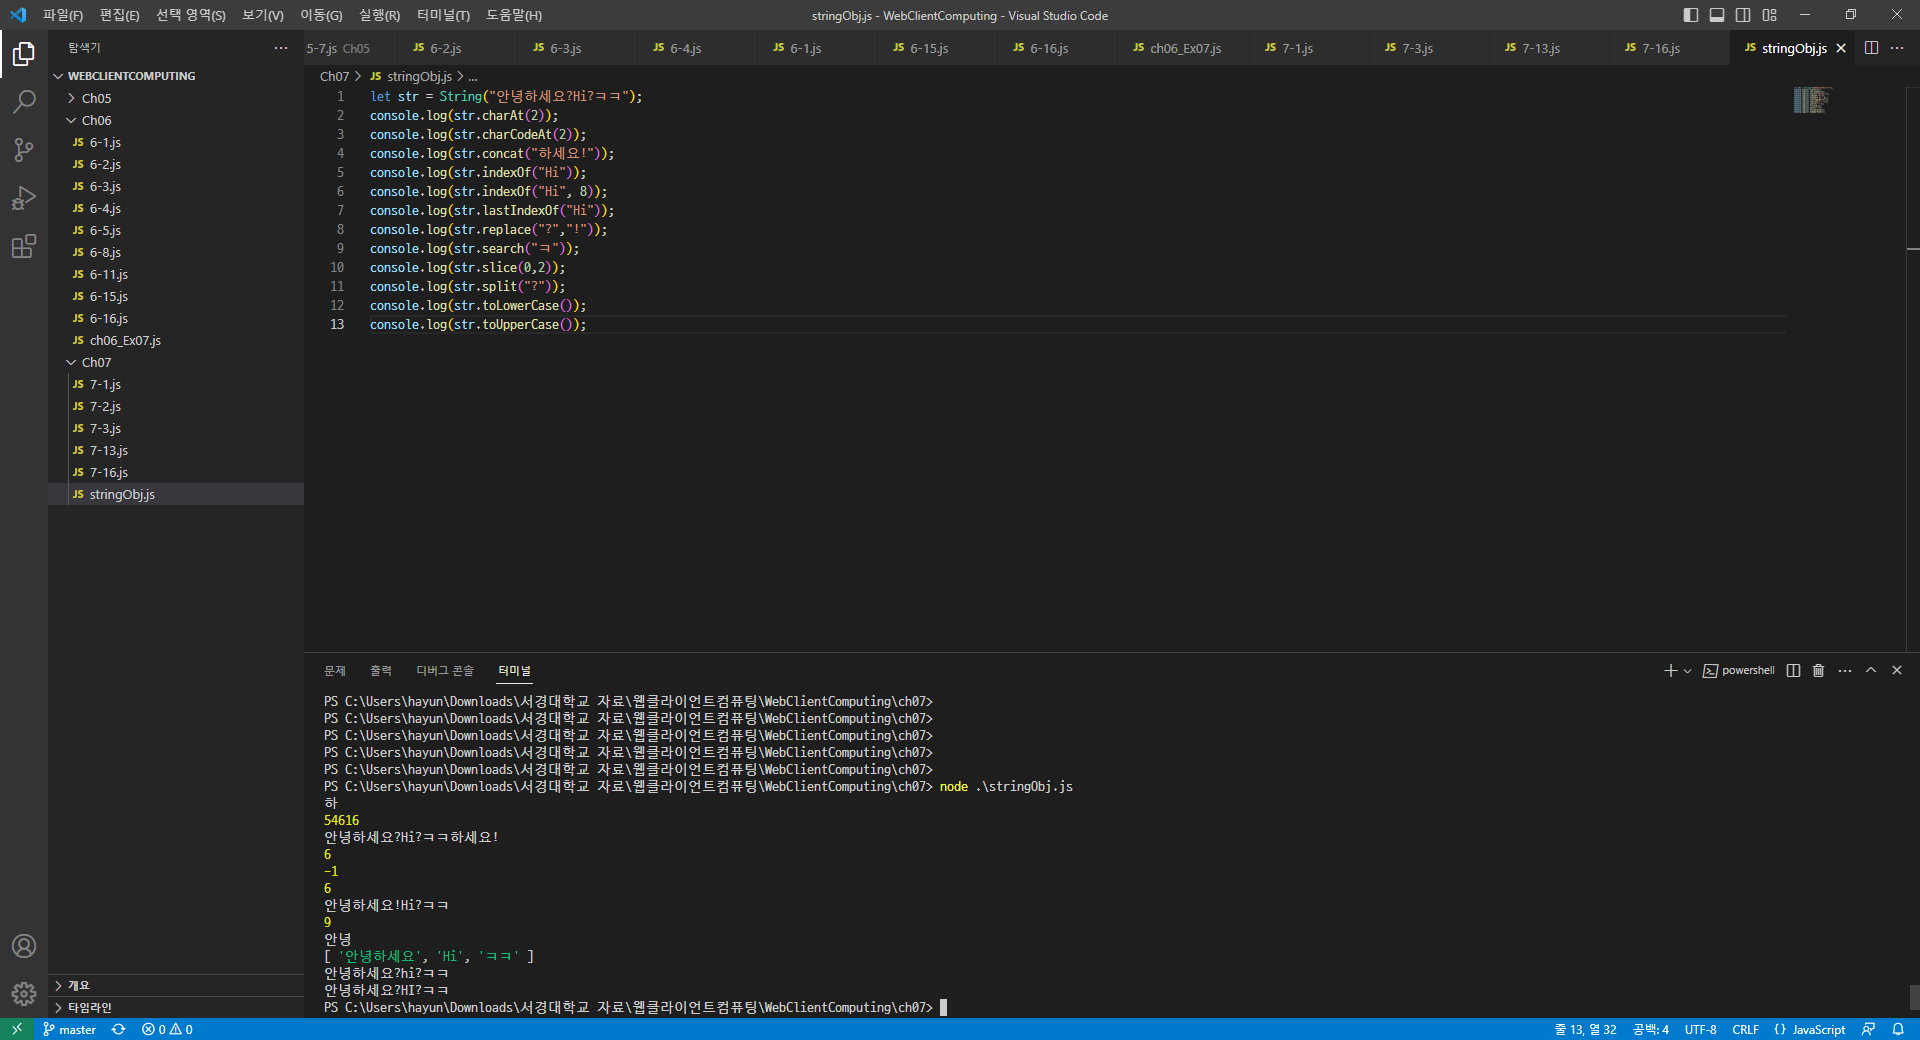 파일(F) 편집(E) 선택 영역(S) 보기(V) 이동(G) 실행(R) 터미널(T) 도움말(H) stringObj.js - WebClientComputing - Visual Studio Code
탐색기
5-7.js Ch05 JS 6-2.js JS 6-3.js JS 6-4.js JS 6-1.js JS 6-15.js JS 6-16.js JS ch06_Ex07.js JS 7-1.js JS 7-3.js JS 7-13.js JS 7-16.js JS stringObj.js
WEBCLIENTCOMPUTING
Ch05
Ch06
JS 6-1.js
JS 6-2.js
JS 6-3.js
JS 6-4.js
JS 6-5.js
JS 6-8.js
JS 6-11.js
JS 6-15.js
JS 6-16.js
JS ch06_Ex07.js
Ch07
JS 7-1.js
JS 7-2.js
JS 7-3.js
JS 7-13.js
JS 7-16.js
JS stringObj.js
개요
타임라인
Ch07 > JS stringObj.js > ...
1 let str = String("안녕하세요?Hi?ㅋㅋ");
2 console.log(str.charAt(2));
3 console.log(str.charCodeAt(2));
4 console.log(str.concat("하세요!"));
5 console.log(str.indexOf("Hi"));
6 console.log(str.indexOf("Hi", 8));
7 console.log(str.lastIndexOf("Hi"));
8 console.log(str.replace("?","!"));
9 console.log(str.search("ㅋ"));
10 console.log(str.slice(0,2));
11 console.log(str.split("?"));
12 console.log(str.toLowerCase());
13 console.log(str.toUpperCase());
문제 출력 디버그 콘솔 터미널 powershell
PS C:\Users\hayun\Downloads\서경대학교 자료\웹클라이언트컴퓨팅\WebClientComputing\ch07>
PS C:\Users\hayun\Downloads\서경대학교 자료\웹클라이언트컴퓨팅\WebClientComputing\ch07>
PS C:\Users\hayun\Downloads\서경대학교 자료\웹클라이언트컴퓨팅\WebClientComputing\ch07>
PS C:\Users\hayun\Downloads\서경대학교 자료\웹클라이언트컴퓨팅\WebClientComputing\ch07>
PS C:\Users\hayun\Downloads\서경대학교 자료\웹클라이언트컴퓨팅\WebClientComputing\ch07>
PS C:\Users\hayun\Downloads\서경대학교 자료\웹클라이언트컴퓨팅\WebClientComputing\ch07> node .\stringObj.js
하
54616
안녕하세요?Hi?ㅋㅋ하세요!
6
-1
6
안녕하세요!Hi?ㅋㅋ
9
안녕
[ '안녕하세요', 'Hi', 'ㅋㅋ' ]
안녕하세요?hi?ㅋㅋ
안녕하세요?HI?ㅋㅋ
PS C:\Users\hayun\Downloads\서경대학교 자료\웹클라이언트컴퓨팅\WebClientComputing\ch07>
master 0 0 줄 13, 열 32 공백: 4 UTF-8 CRLF {} JavaScript